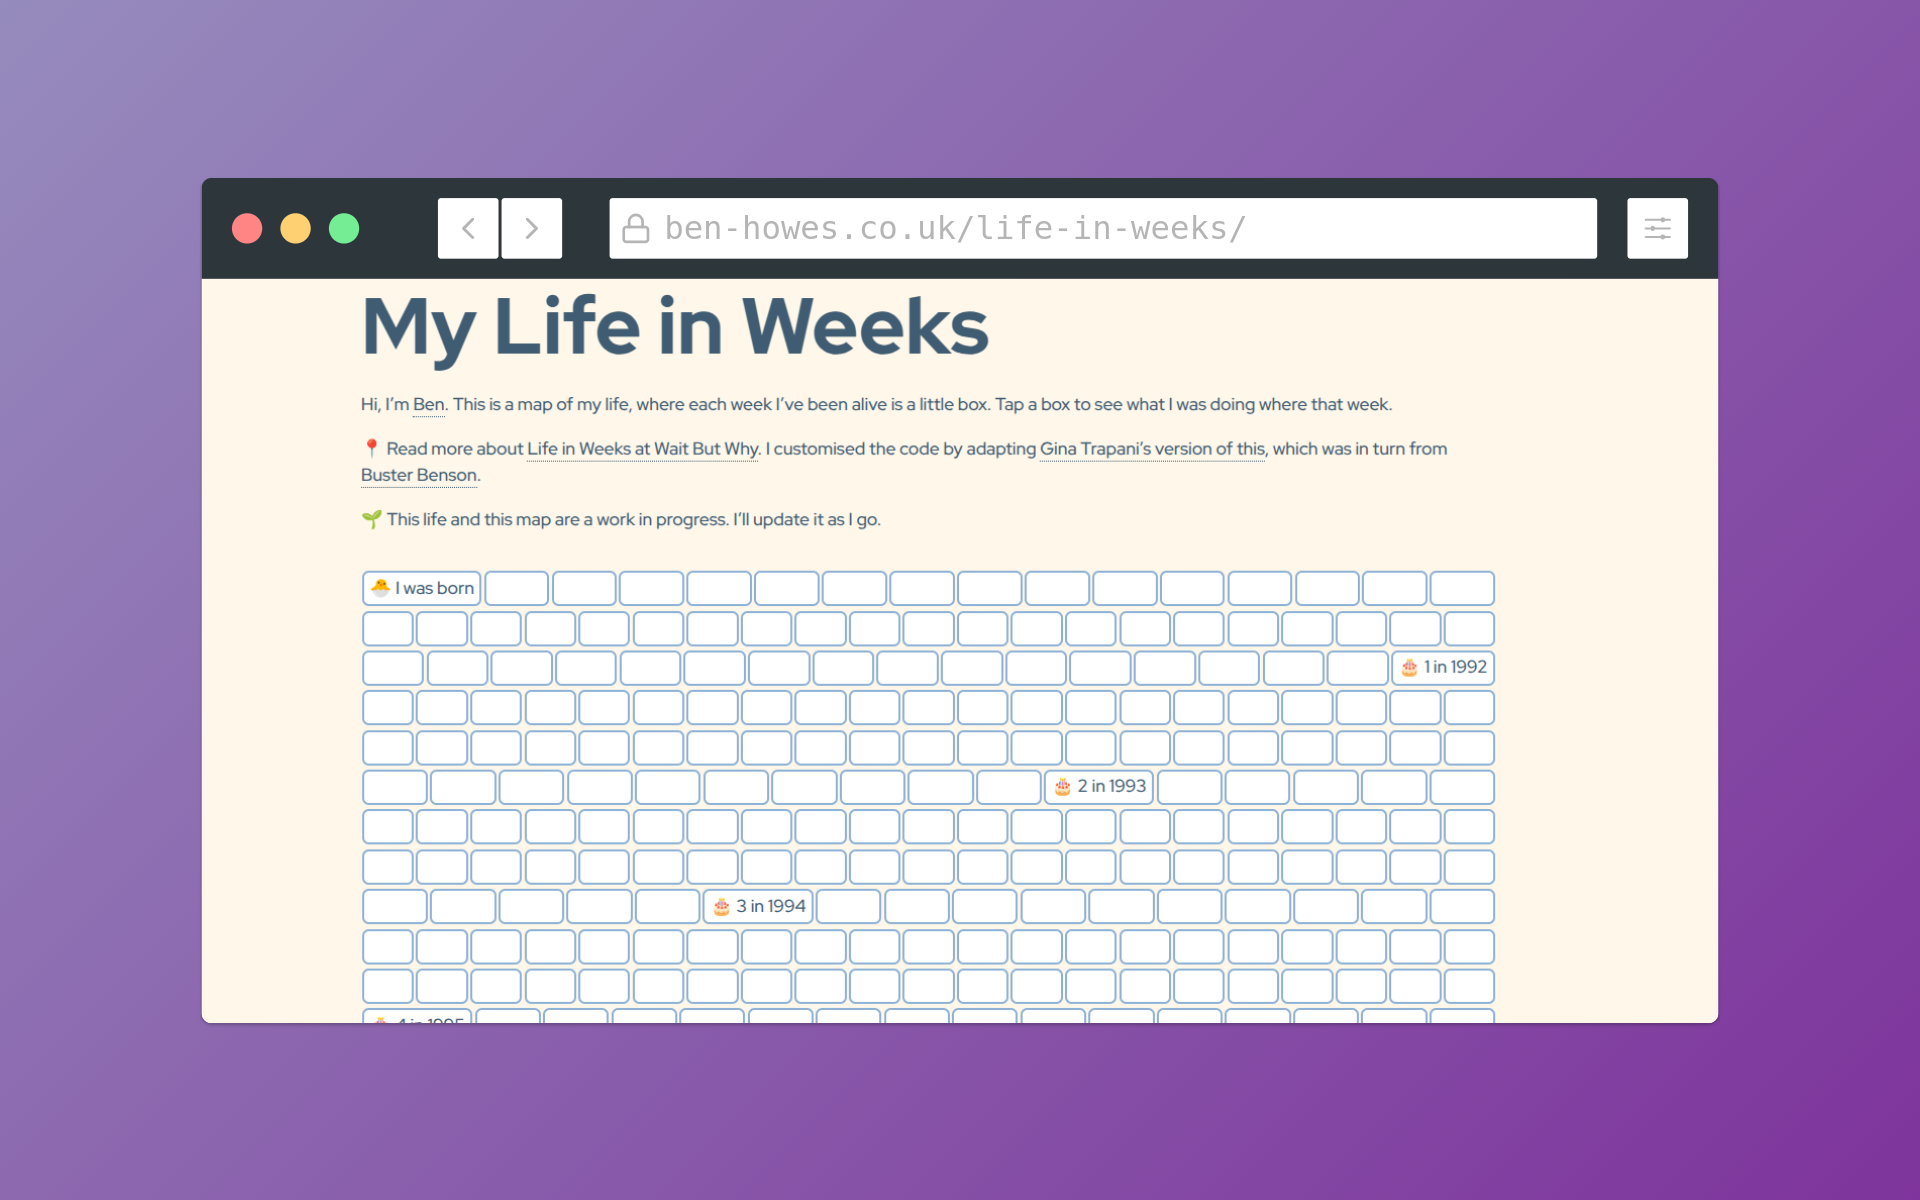 ben-howes.co.uk/life-in-weeks/
My Life in Weeks
Hi, I’m Ben. This is a map of my life, where each week I’ve been alive is a little box. Tap a box to see what I was doing where that week.
📍 Read more about Life in Weeks at Wait But Why. I customised the code by adapting Gina Trapani’s version of this, which was in turn from
Buster Benson.
🌱 This life and this map are a work in progress. I’ll update it as I go.
🐣 I was born
🎂 1 in 1992
🎂 2 in 1993
🎂 3 in 1994
🎂 4 in 1995